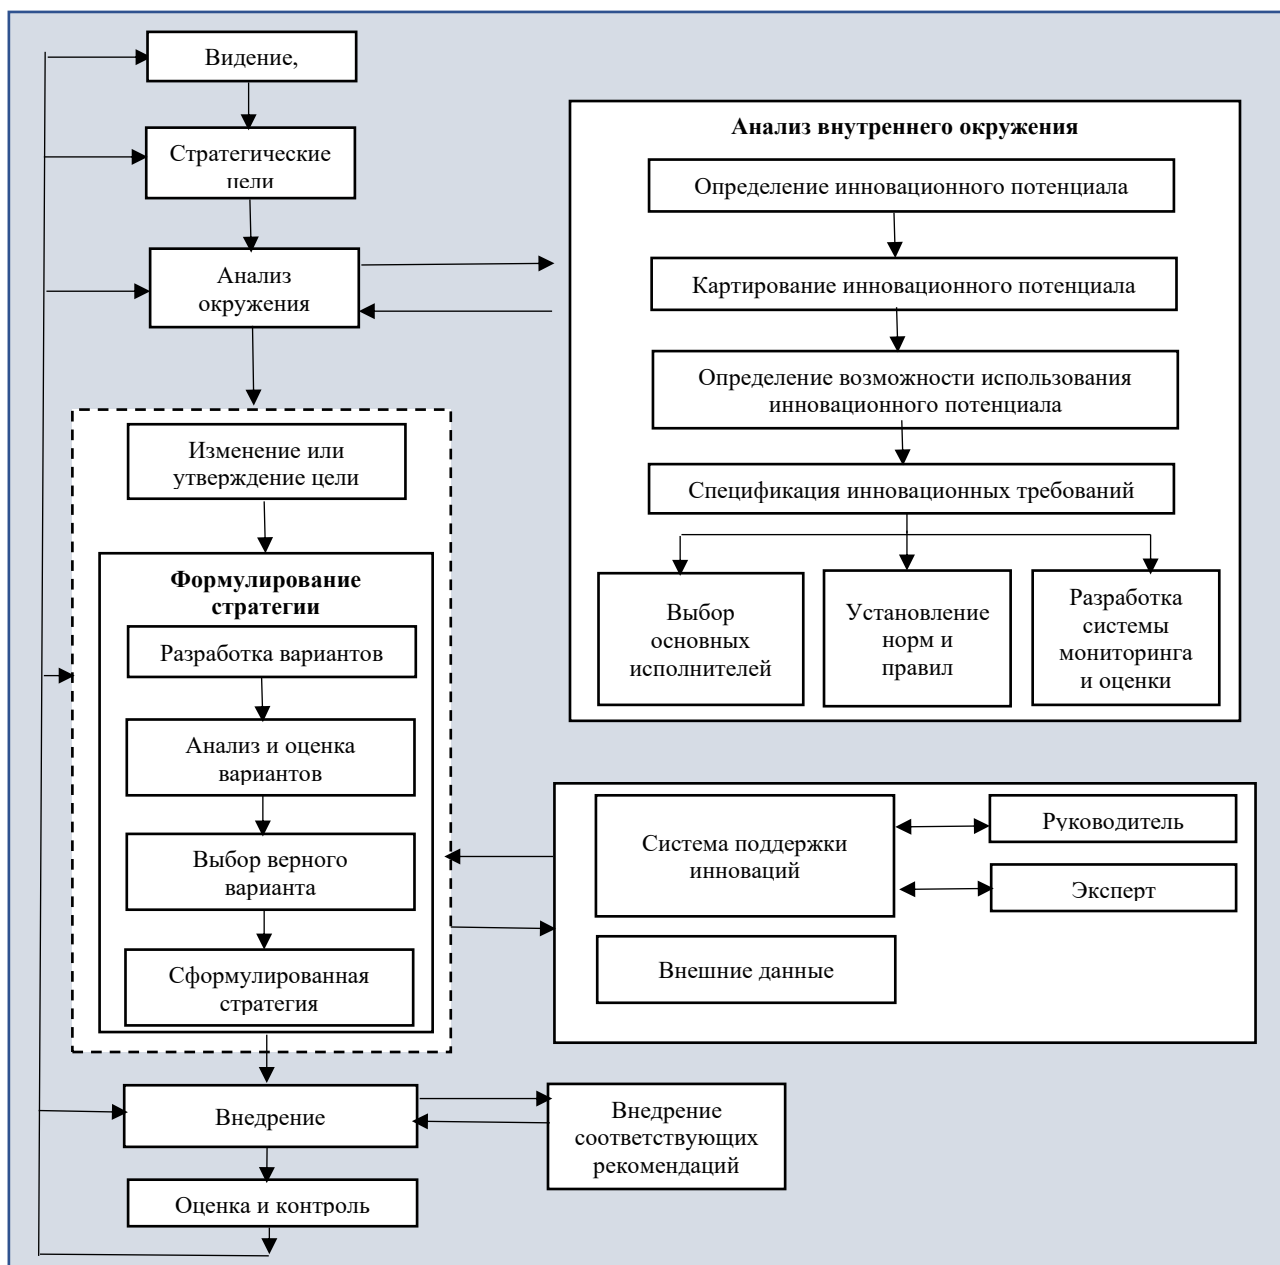 Видение,
Стратегические
цели
Анализ
окружения
Изменение или
утверждение цели
Формулирование
стратегии
Разработка вариантов
Анализ и оценка
вариантов
Выбор верного
варианта
Сформулированная
стратегия
Внедрение
Оценка и контроль
Анализ внутреннего окружения
Определение инновационного потенциала
Картирование инновационного потенциала
Определение возможности использования
инновационного потенциала
Спецификация инновационных требований
Выбор
основных
исполнителей
Установление
норм и
правил
Разработка
системы
мониторинга
и оценки
Система поддержки
инноваций
Руководитель
Эксперт
Внешние данные
Внедрение
соответствующих
рекомендаций